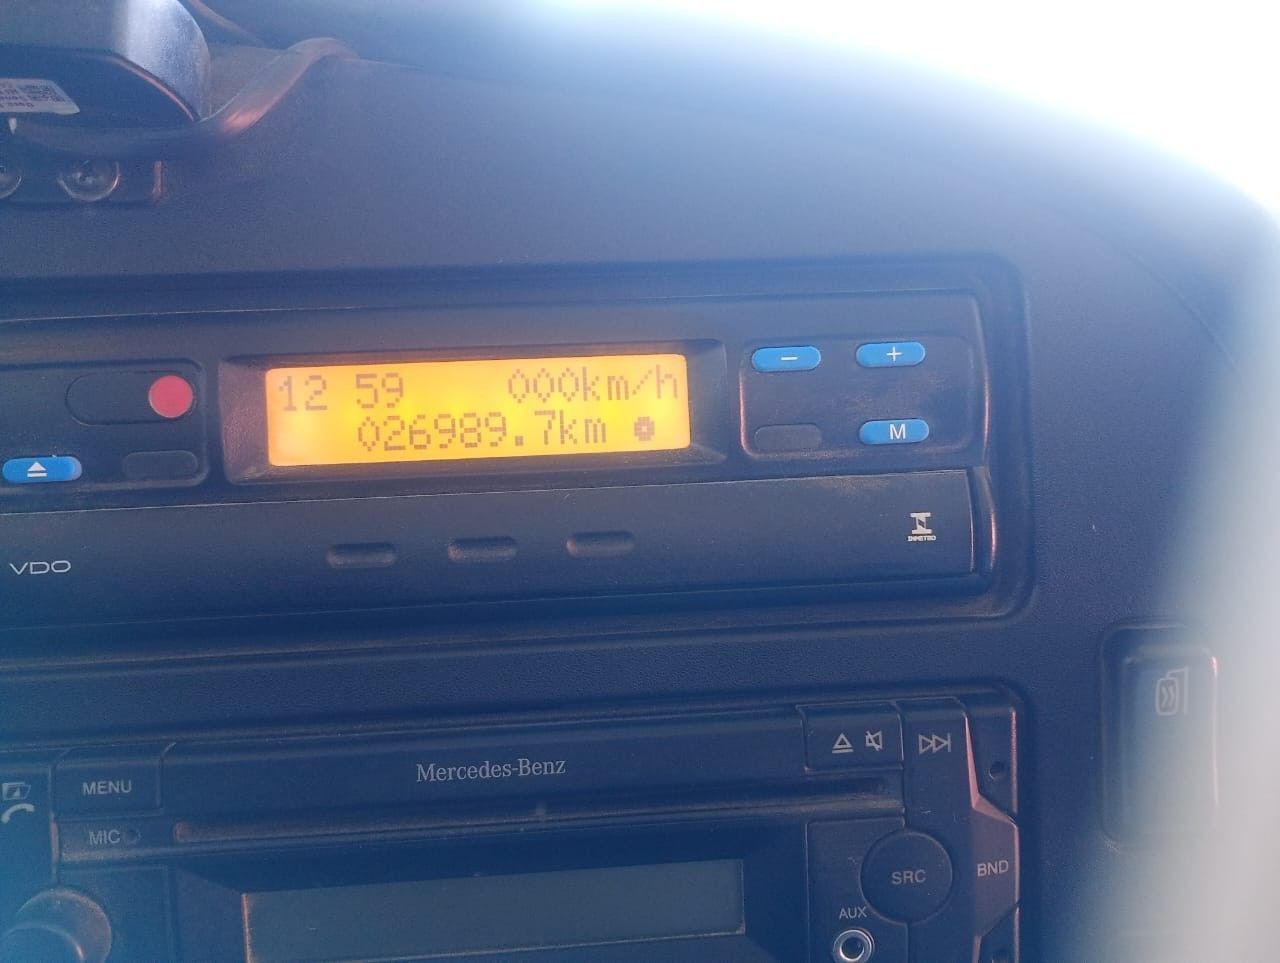 12 59 000km/h
026989.7km
− +
M
VDO
INMETRO
Mercedes-Benz
MENU
MIC
SRC
BND
AUX